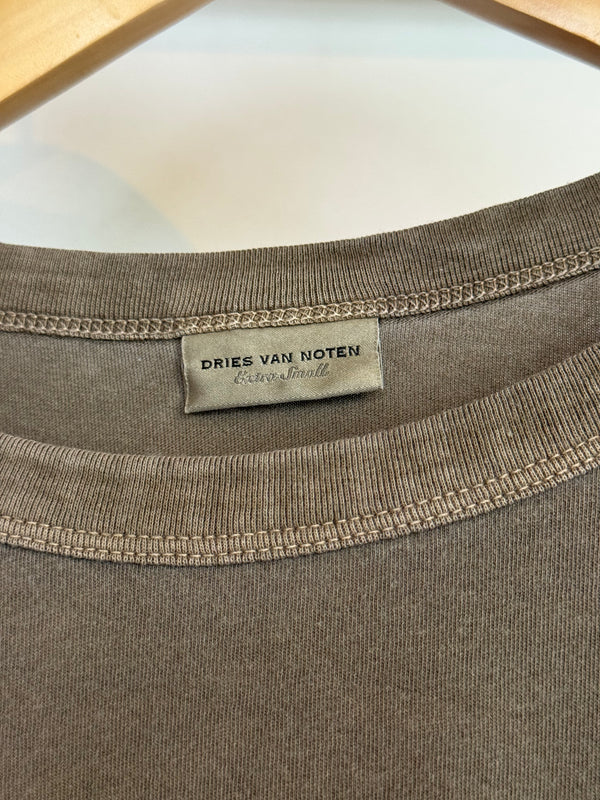 DRIES VAN NOTEN
Extra Small